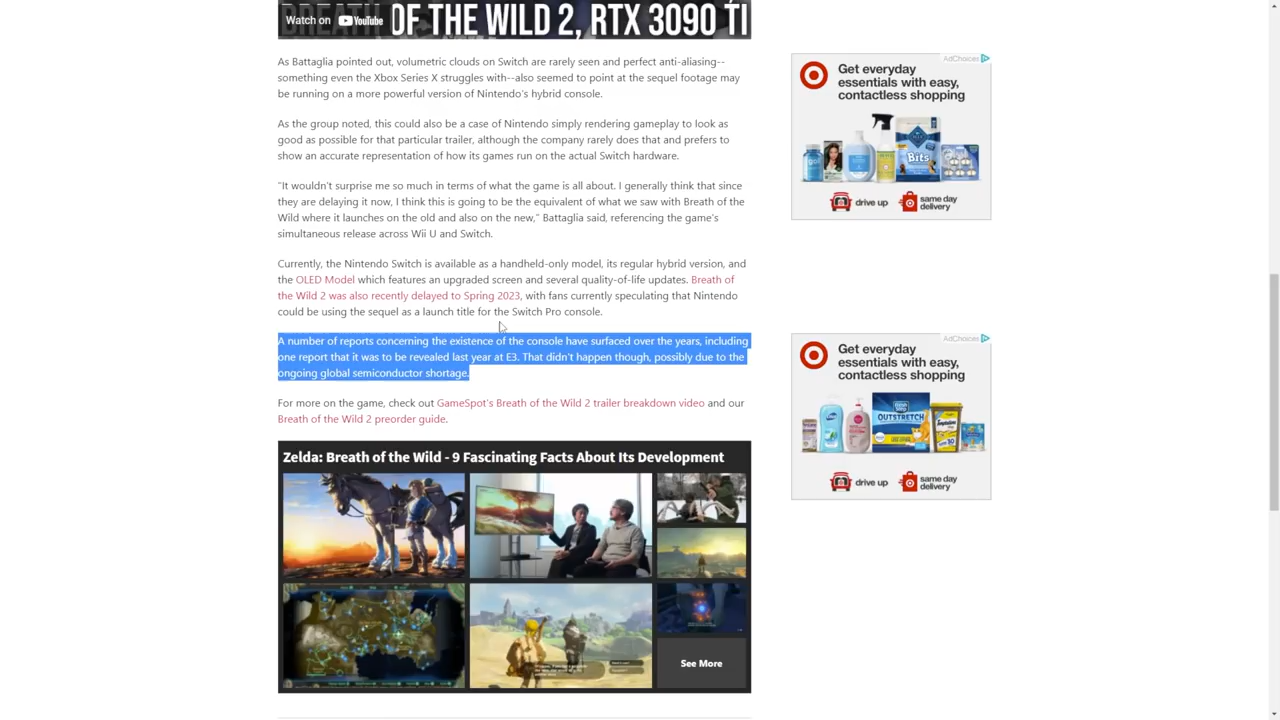 Watch on YouTube
BREATH OF THE WILD 2, RTX 3090 TI
As Battaglia pointed out, volumetric clouds on Switch are rarely seen and perfect anti-aliasing--
something even the Xbox Series X struggles with--also seemed to point at the sequel footage may
be running on a more powerful version of Nintendo's hybrid console.
As the group noted, this could also be a case of Nintendo simply rendering gameplay to look as
good as possible for that particular trailer, although the company rarely does that and prefers to
show an accurate representation of how its games run on the actual Switch hardware.
"It wouldn't surprise me so much in terms of what the game is all about. I generally think that since
they are delaying it now, I think this is going to be the equivalent of what we saw with Breath of the
Wild where it launches on the old and also on the new," Battaglia said, referencing the game's
simultaneous release across Wii U and Switch.
Currently, the Nintendo Switch is available as a handheld-only model, its regular hybrid version, and
the OLED Model which features an upgraded screen and several quality-of-life updates. Breath of
the Wild 2 was also recently delayed to Spring 2023, with fans currently speculating that Nintendo
could be using the sequel as a launch title for the Switch Pro console.
A number of reports concerning the existence of the console have surfaced over the years, including
one report that it was to be revealed last year at E3. That didn't happen though, possibly due to the
ongoing global semiconductor shortage.
For more on the game, check out GameSpot's Breath of the Wild 2 trailer breakdown video and our
Breath of the Wild 2 preorder guide.
Zelda: Breath of the Wild - 9 Fascinating Facts About Its Development
See More
AdChoices
Get everyday
essentials with easy,
contactless shopping
Bits
drive up
same day
delivery
AdChoices
Get everyday
essentials with easy,
contactless shopping
OUTSTRETCH
drive up
same day
delivery